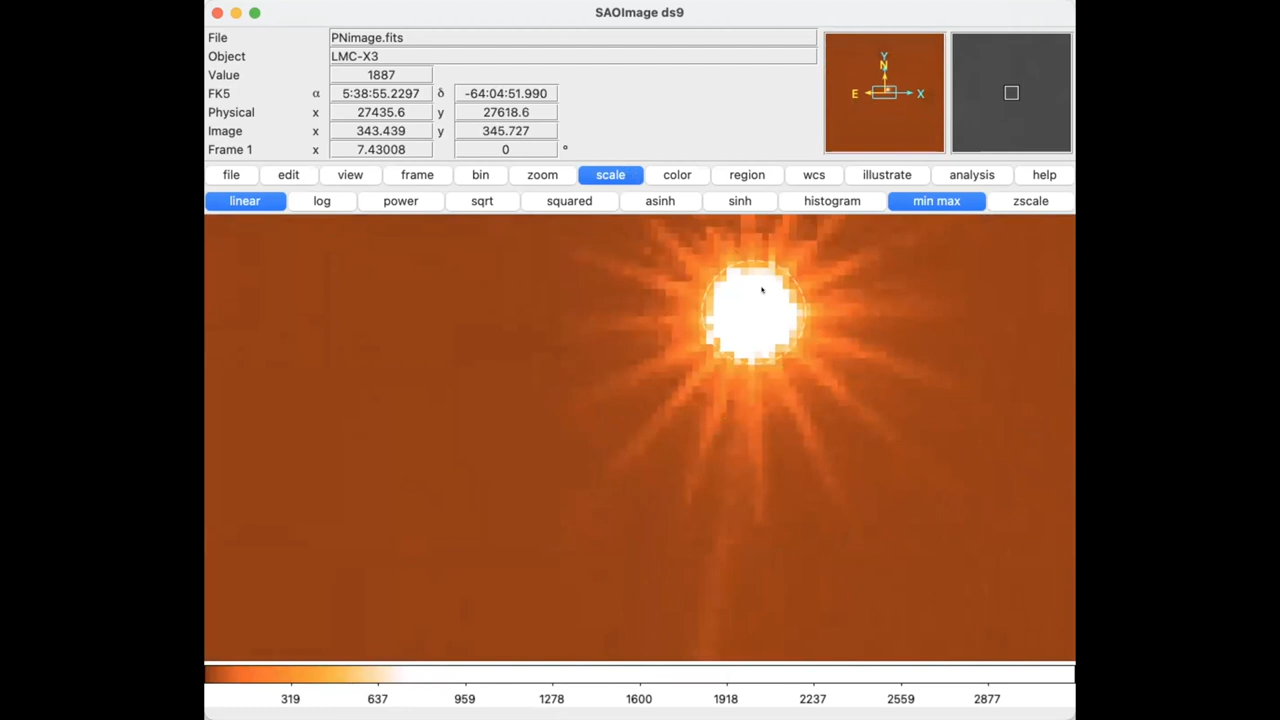 SAOImage ds9
File PNimage.fits
Object LMC-X3
Value 1887
FK5 α 5:38:55.2297 δ -64:04:51.990
Physical x 27435.6 y 27618.6
Image x 343.439 y 345.727
Frame 1 x 7.43008 0 °
Y
N
E X
file edit view frame bin zoom scale color region wcs illustrate analysis help
linear log power sqrt squared asinh sinh histogram min max zscale
319 637 959 1278 1600 1918 2237 2559 2877